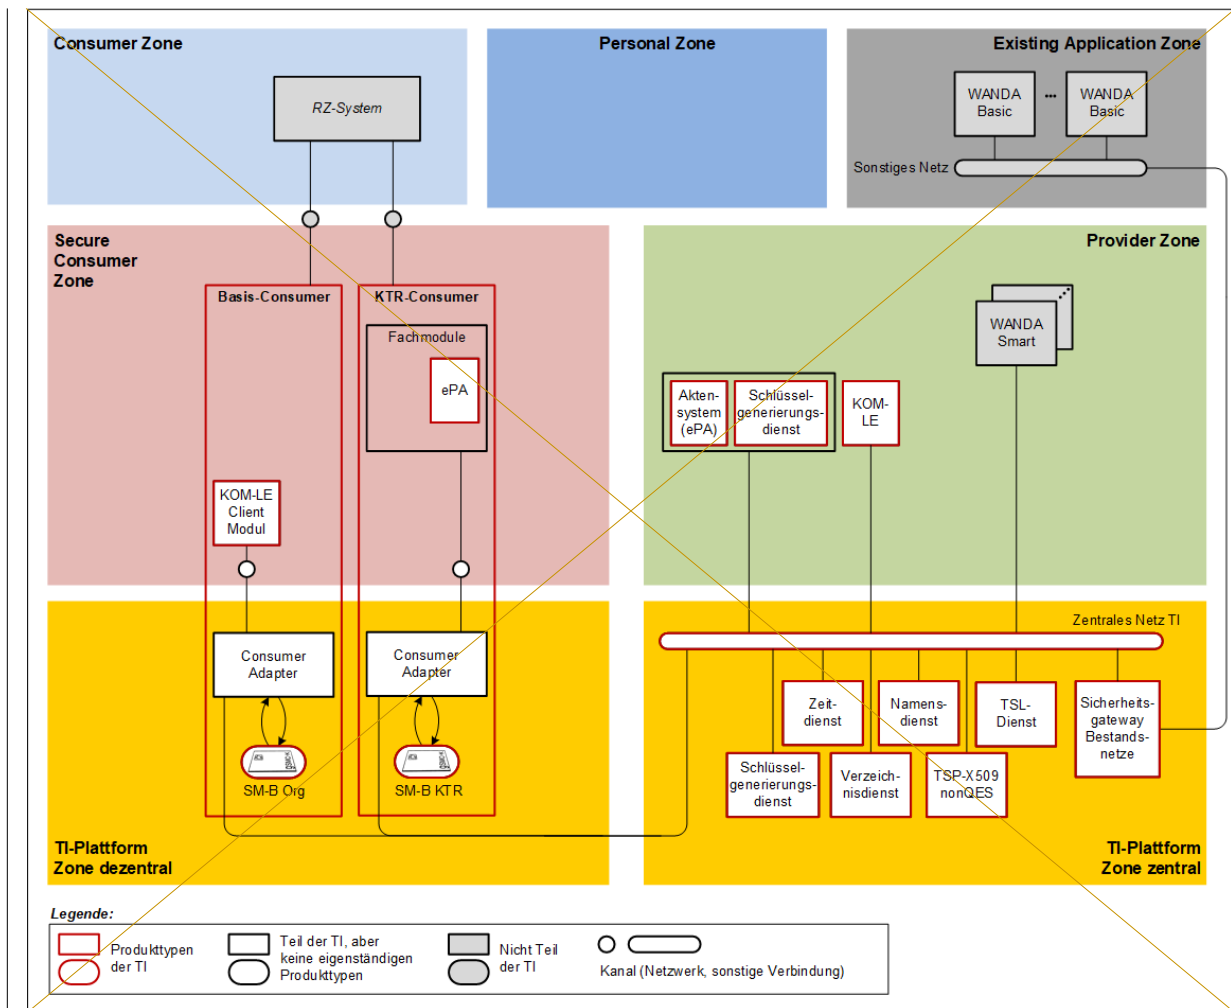 Consumer Zone
Personal Zone
Existing Application Zone
RZ-System
WANDA
Basic
...
WANDA
Basic
Sonstiges Netz
Secure
Consumer
Zone
Provider Zone
Basis-Consumer
KTR-Consumer
Fachmodule
ePA
WANDA
Smart
Akten-
system
(ePA)
Schlüssel-
generierungs-
dienst
KOM-
LE
KOM-LE
Client
Modul
Zentrales Netz TI
Consumer
Adapter
Consumer
Adapter
Zeit-
dienst
Namens-
dienst
TSL-
Dienst
Sicherheits-
gateway
Bestands-
netze
SM-B Org
SM-B KTR
Schlüssel-
generierungs-
dienst
Verzeich-
nisdienst
TSP-X509
nonQES
TI-Plattform
Zone dezentral
TI-Plattform
Zone zentral
Legende:
Produkttypen
der TI
Teil der TI, aber
keine eigenständigen
Produkttypen
Nicht Teil
der TI
Kanal (Netzwerk, sonstige Verbindung)